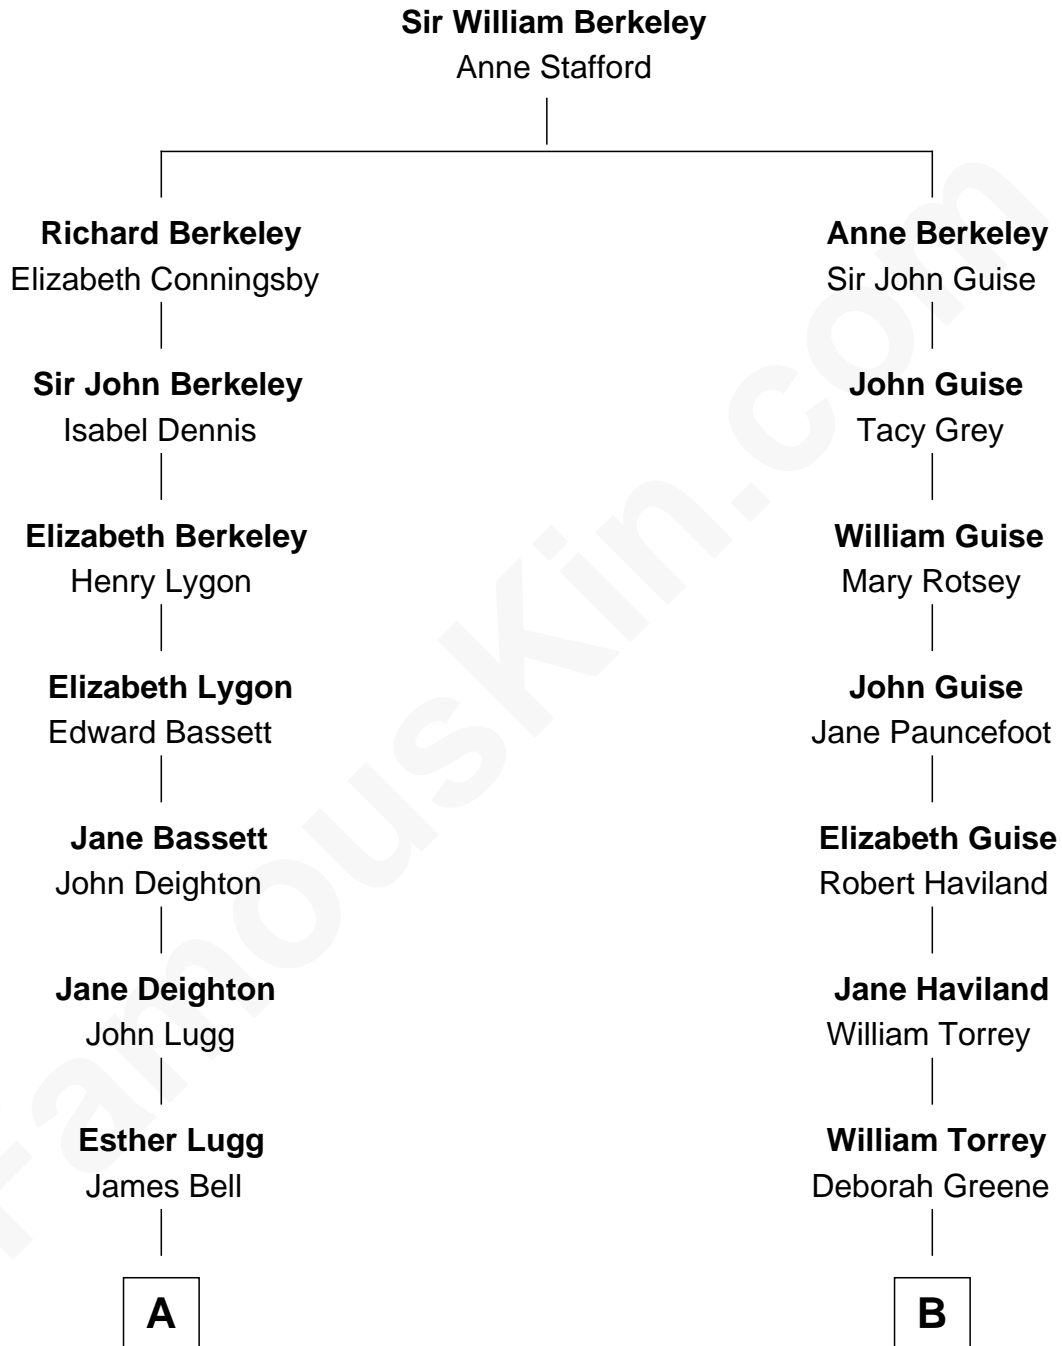 Sir William Berkeley
Anne Stafford
Richard Berkeley
Elizabeth Conningsby
Anne Berkeley
Sir John Guise
Sir John Berkeley
Isabel Dennis
John Guise
Tacy Grey
Elizabeth Berkeley
Henry Lygon
William Guise
Mary Rotsey
Elizabeth Lygon
Edward Bassett
John Guise
Jane Pauncefoot
Jane Bassett
John Deighton
Elizabeth Guise
Robert Haviland
Jane Deighton
John Lugg
Jane Haviland
William Torrey
Esther Lugg
James Bell
William Torrey
Deborah Greene
A
B
FamousKin.com